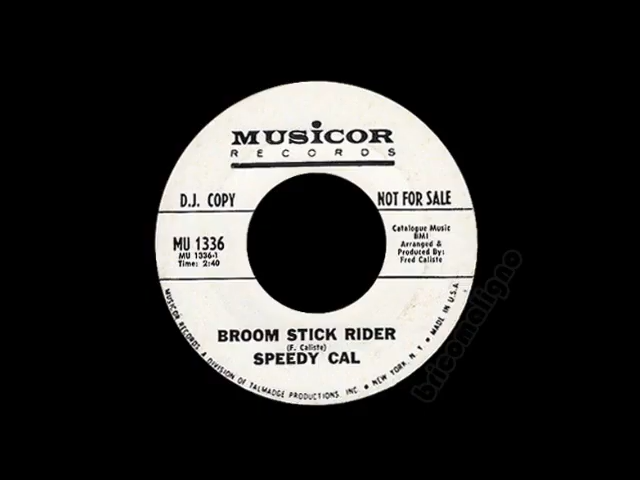 MUSICOR
RECORDS
D.J. COPY
NOT FOR SALE
MU 1336
MU 1336-1
Time: 2:40
Catalogue Music
BMI
Arranged &
Produced By:
Fred Caliste
BROOM STICK RIDER
(F. Caliste)
SPEEDY CAL
MUSICOR RECORDS, A DIVISION OF TALMADGE PRODUCTIONS, INC. • NEW YORK, N. Y. • MADE IN U.S.A.
bricomaligno